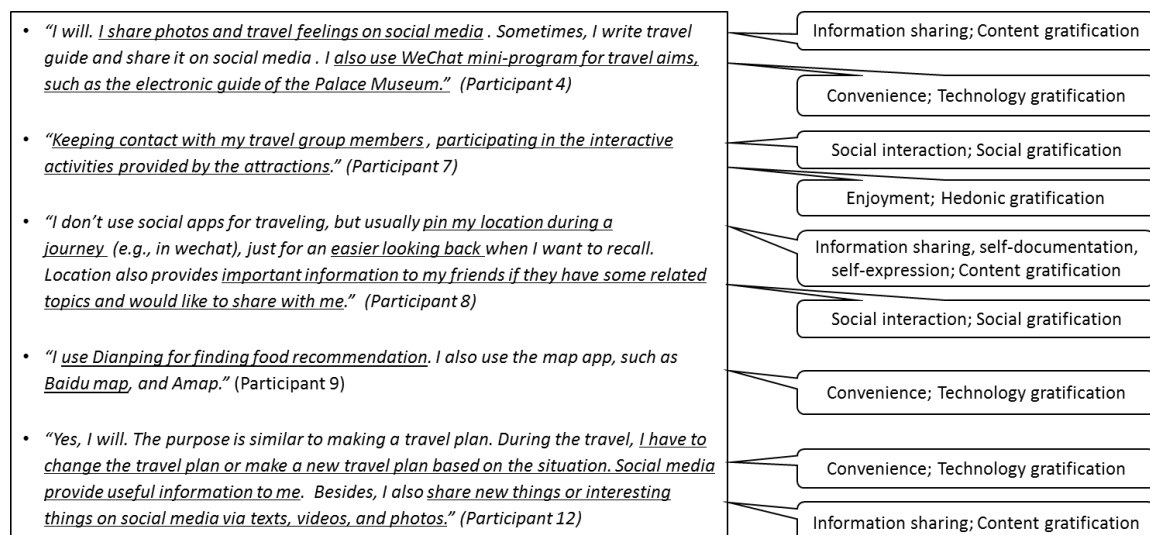 • “I will. I share photos and travel feelings on social media . Sometimes, I write travel
guide and share it on social media . I also use WeChat mini-program for travel aims,
such as the electronic guide of the Palace Museum.” (Participant 4)
• “Keeping contact with my travel group members , participating in the interactive
activities provided by the attractions.” (Participant 7)
• “I don’t use social apps for traveling, but usually pin my location during a
journey (e.g., in wechat), just for an easier looking back when I want to recall.
Location also provides important information to my friends if they have some related
topics and would like to share with me.” (Participant 8)
• “I use Dianping for finding food recommendation. I also use the map app, such as
Baidu map, and Amap.” (Participant 9)
• “Yes, I will. The purpose is similar to making a travel plan. During the travel, I have to
change the travel plan or make a new travel plan based on the situation. Social media
provide useful information to me. Besides, I also share new things or interesting
things on social media via texts, videos, and photos.” (Participant 12)
Information sharing; Content gratification
Convenience; Technology gratification
Social interaction; Social gratification
Enjoyment; Hedonic gratification
Information sharing, self-documentation,
self-expression; Content gratification
Social interaction; Social gratification
Convenience; Technology gratification
Convenience; Technology gratification
Information sharing; Content gratification